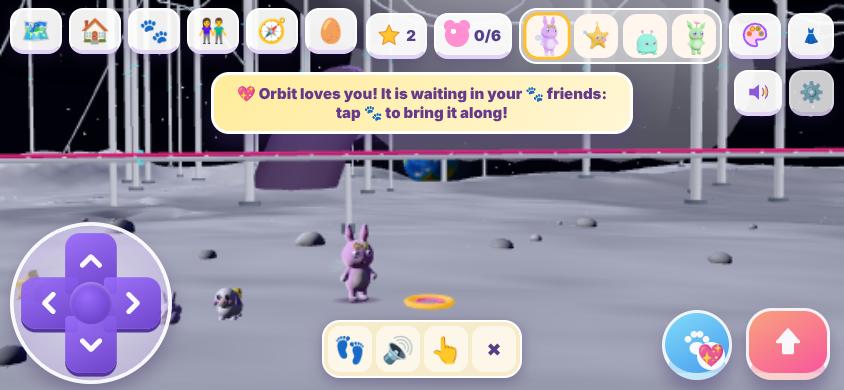 2
0/6
💖 Orbit loves you! It is waiting in your 🐾 friends:
tap 🐾 to bring it along!